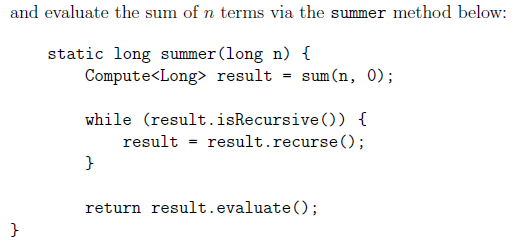 and evaluate the sum of n terms via the summer method below:
static long summer(long n) {
Compute<Long> result = sum(n, 0);
while (result.isRecursive()) {
result = result.recurse();
}
return result.evaluate();
}